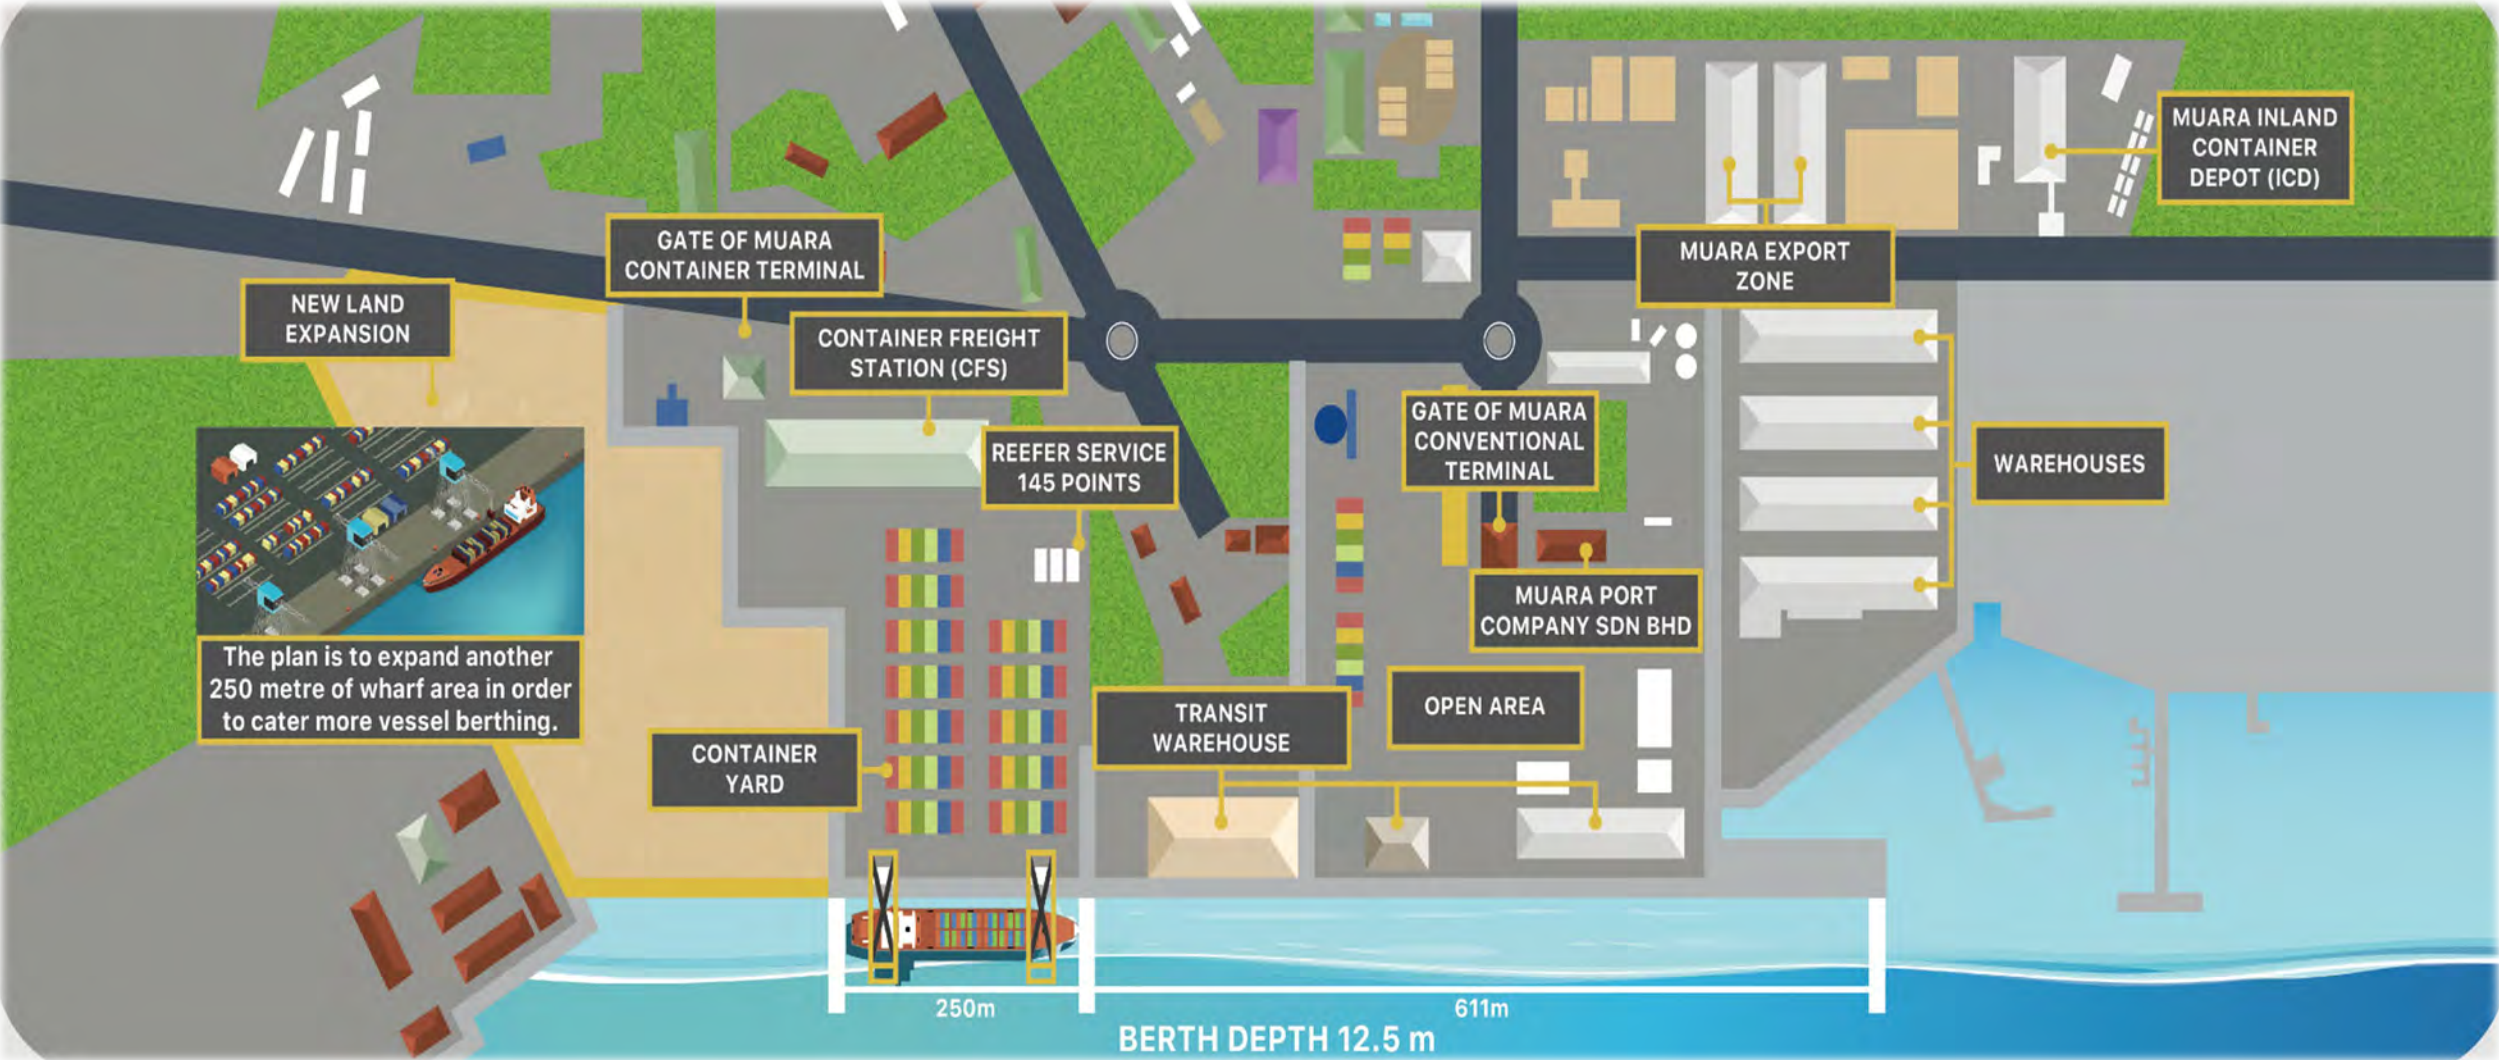 MUARA INLAND
CONTAINER
DEPOT (ICD)
GATE OF MUARA
CONTAINER TERMINAL
MUARA EXPORT
ZONE
NEW LAND
EXPANSION
CONTAINER FREIGHT
STATION (CFS)
GATE OF MUARA
CONVENTIONAL
TERMINAL
REEFER SERVICE
145 POINTS
WAREHOUSES
MUARA PORT
COMPANY SDN BHD
The plan is to expand another
250 metre of wharf area in order
to cater more vessel berthing.
OPEN AREA
TRANSIT
WAREHOUSE
CONTAINER
YARD
250m
611m
BERTH DEPTH 12.5 m